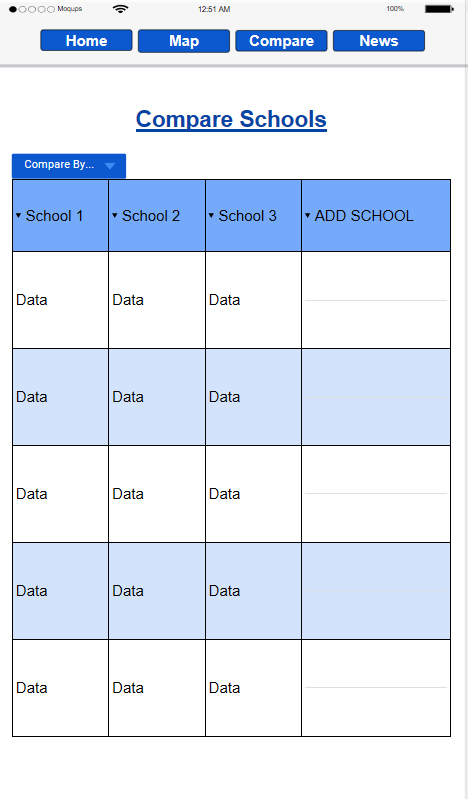 Moqups 12:51 AM 100%
Home Map Compare News
Compare Schools
Compare By...
School 1 School 2 School 3 ADD SCHOOL
Data Data Data
Data Data Data
Data Data Data
Data Data Data
Data Data Data